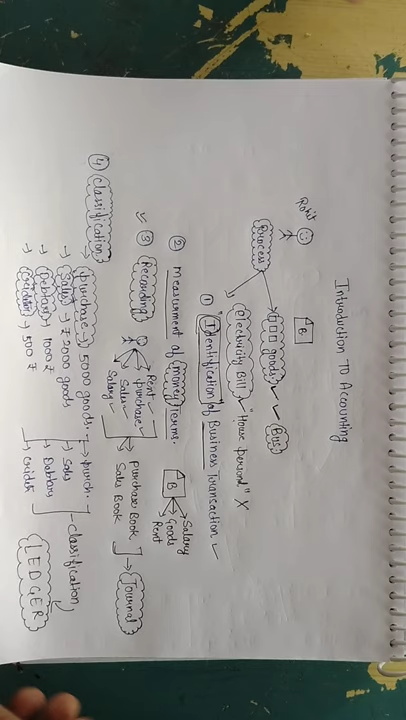 Introduction To Accounting
Rohit
B
Process
goods ✓ ✓ Bus
electricity Bill ✓ "House personal" X
① "Identification of Business Transaction. ✓
② Measurment of money terms.
B → Salary
→ Goods
→ Rent
✓ ③ Recording
Rent ✓
Purchase ✓
Sales ✓
Salary ✓
→ Purchase Book
Sales Book
→ Journal
④ Classification
→ Purchase → 5000 goods. → Purch.
→ Sales → ₹ 2000 goods → Sales
→ Debtors → 1000 ₹ → Debtors
→ Creditor → 500 ₹ → Credit.
- Classification
LEDGER